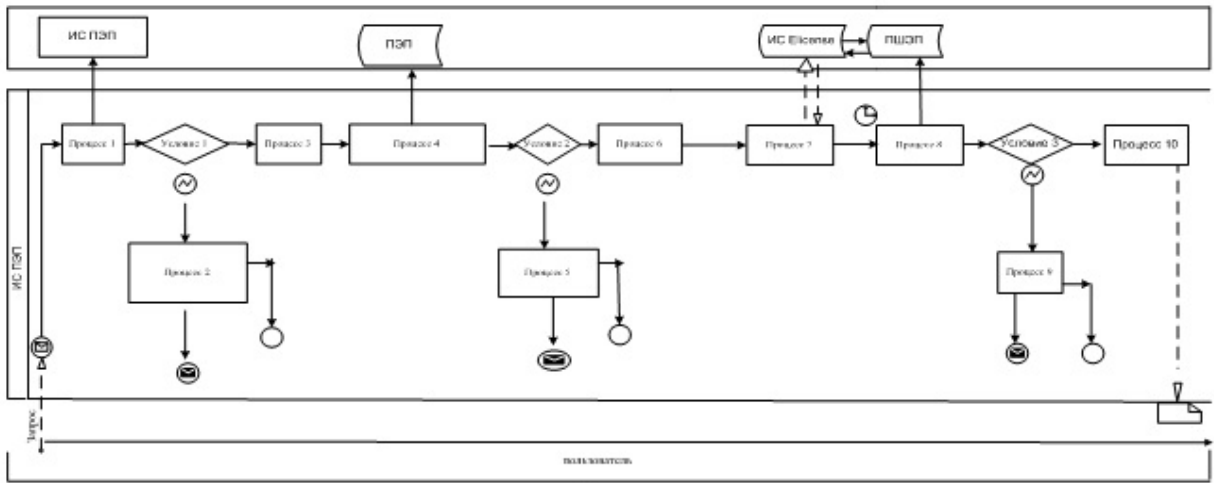 ИС ПЭП
ПЭП
ИС Elicense
ПШЭП
Процесс 1
Условие 1
Процесс 3
Процесс 4
Условие 2
Процесс 6
Процесс 7
Процесс 8
Условие 3
Процесс 10
ИС ПЭП
Процесс 2
Процесс 5
Процесс 9
Запрос
пользователь